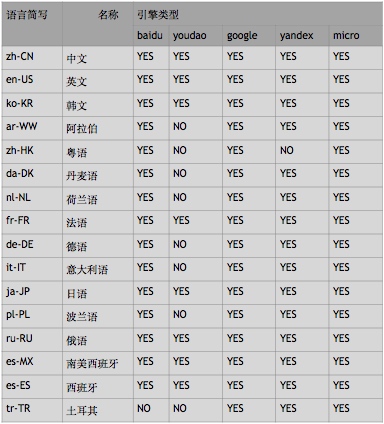 语言简写 名称 引擎类型
baidu youdao google yandex micro
zh-CN 中文 YES YES YES YES YES
en-US 英文 YES YES YES YES YES
ko-KR 韩文 YES YES YES YES YES
ar-WW 阿拉伯 YES NO YES YES YES
zh-HK 粤语 YES NO YES NO YES
da-DK 丹麦语 YES NO YES YES YES
nl-NL 荷兰语 YES NO YES YES YES
fr-FR 法语 YES YES YES YES YES
de-DE 德语 YES NO YES YES YES
it-IT 意大利语 YES NO YES YES YES
ja-JP 日语 YES YES YES YES YES
pl-PL 波兰语 YES NO YES YES YES
ru-RU 俄语 YES YES YES YES YES
es-MX 南美西班牙 YES YES YES YES YES
es-ES 西班牙 YES YES YES YES YES
tr-TR 土耳其 NO NO YES YES YES